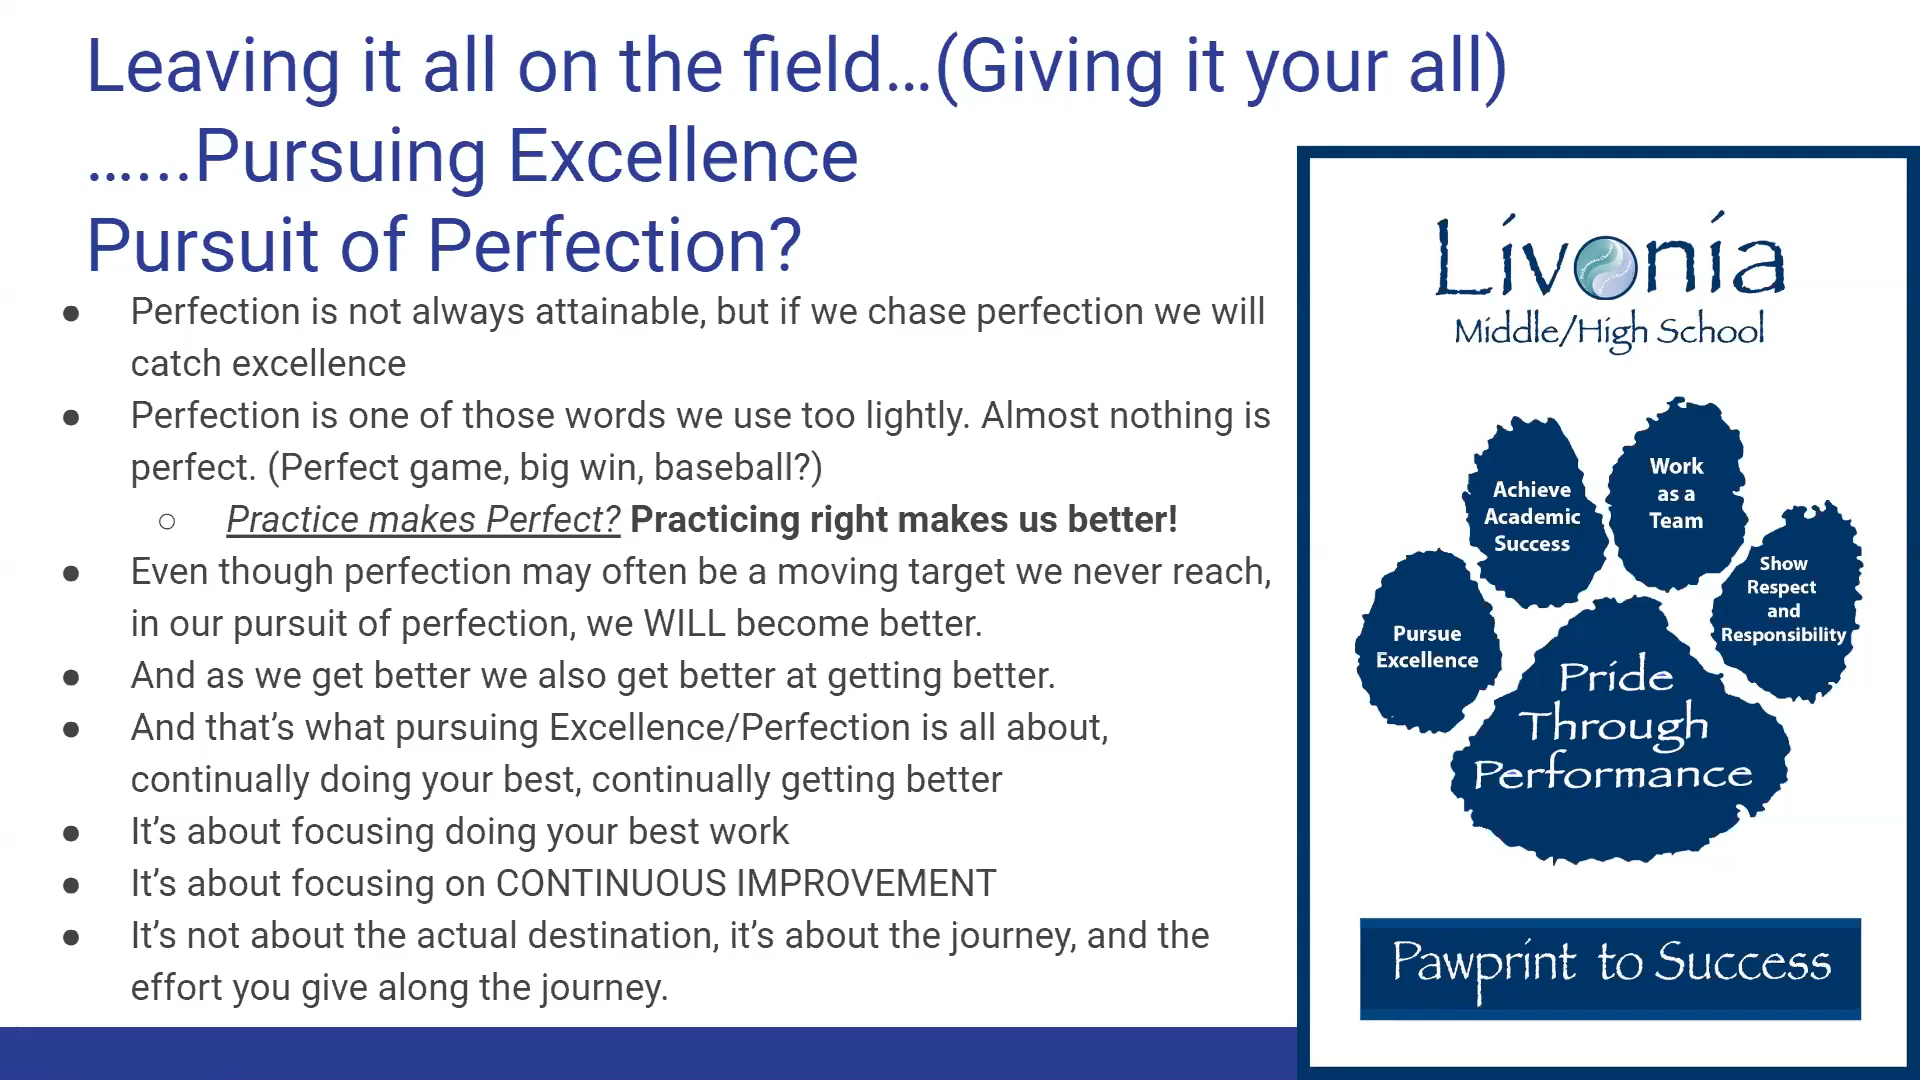 Leaving it all on the field...(Giving it your all)
…...Pursuing Excellence
Pursuit of Perfection?
● Perfection is not always attainable, but if we chase perfection we will
catch excellence
● Perfection is one of those words we use too lightly. Almost nothing is
perfect. (Perfect game, big win, baseball?)
○ Practice makes Perfect? Practicing right makes us better!
● Even though perfection may often be a moving target we never reach,
in our pursuit of perfection, we WILL become better.
● And as we get better we also get better at getting better.
● And that’s what pursuing Excellence/Perfection is all about,
continually doing your best, continually getting better
● It’s about focusing doing your best work
● It’s about focusing on CONTINUOUS IMPROVEMENT
● It’s not about the actual destination, it’s about the journey, and the
effort you give along the journey.
Livonia
Middle/High School
Pursue
Excellence
Achieve
Academic
Success
Work
as a
Team
Show
Respect
and
Responsibility
Pride
Through
Performance
Pawprint to Success